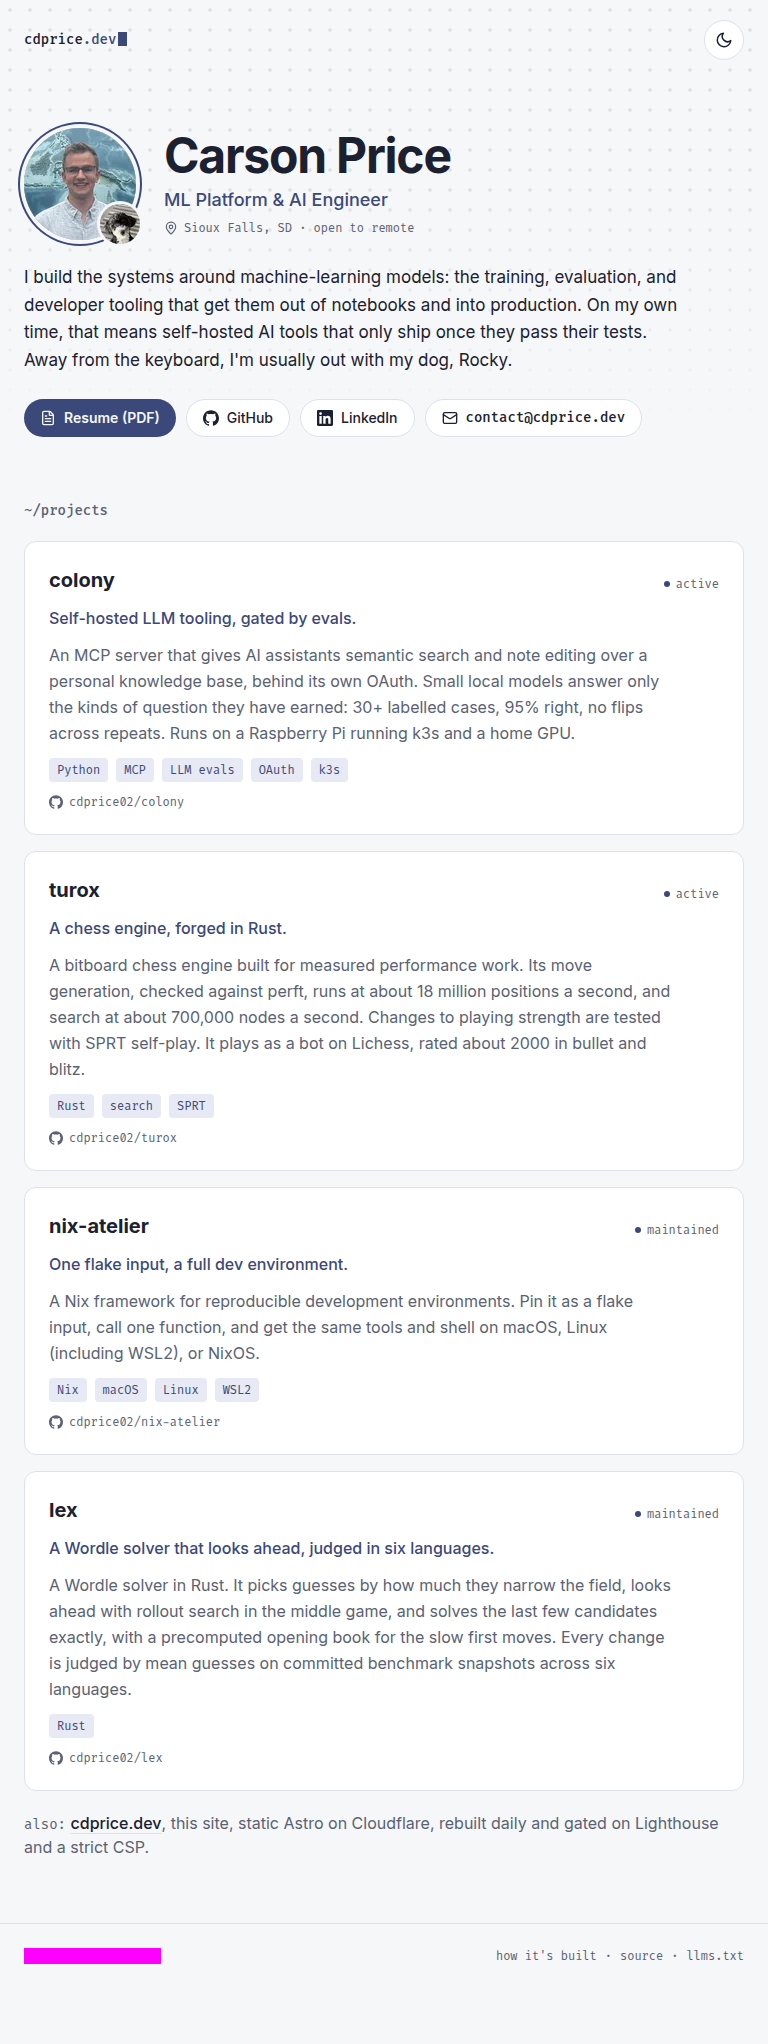 cdprice.dev
Carson Price
ML Platform & AI Engineer
Sioux Falls, SD · open to remote
I build the systems around machine-learning models: the training, evaluation, and
developer tooling that get them out of notebooks and into production. On my own
time, that means self-hosted AI tools that only ship once they pass their tests.
Away from the keyboard, I'm usually out with my dog, Rocky.
Resume (PDF) GitHub LinkedIn contact@cdprice.dev
~/projects
colony active
Self-hosted LLM tooling, gated by evals.
An MCP server that gives AI assistants semantic search and note editing over a
personal knowledge base, behind its own OAuth. Small local models answer only
the kinds of question they have earned: 30+ labelled cases, 95% right, no flips
across repeats. Runs on a Raspberry Pi running k3s and a home GPU.
Python MCP LLM evals OAuth k3s
cdprice02/colony
turox active
A chess engine, forged in Rust.
A bitboard chess engine built for measured performance work. Its move
generation, checked against perft, runs at about 18 million positions a second, and
search at about 700,000 nodes a second. Changes to playing strength are tested
with SPRT self-play. It plays as a bot on Lichess, rated about 2000 in bullet and
blitz.
Rust search SPRT
cdprice02/turox
nix-atelier maintained
One flake input, a full dev environment.
A Nix framework for reproducible development environments. Pin it as a flake
input, call one function, and get the same tools and shell on macOS, Linux
(including WSL2), or NixOS.
Nix macOS Linux WSL2
cdprice02/nix-atelier
lex maintained
A Wordle solver that looks ahead, judged in six languages.
A Wordle solver in Rust. It picks guesses by how much they narrow the field, looks
ahead with rollout search in the middle game, and solves the last few candidates
exactly, with a precomputed opening book for the slow first moves. Every change
is judged by mean guesses on committed benchmark snapshots across six
languages.
Rust
cdprice02/lex
also: cdprice.dev, this site, static Astro on Cloudflare, rebuilt daily and gated on Lighthouse
and a strict CSP.
how it's built · source · llms.txt